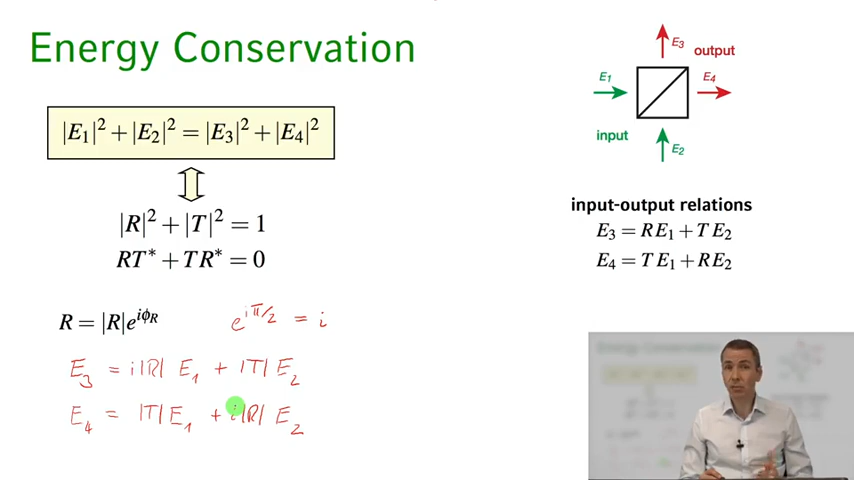 Energy Conservation
|E₁|² + |E₂|² = |E₃|² + |E₄|²
|R|² + |T|² = 1
RT* + TR* = 0
R = |R|e^{iϕ_R}
e^{iπ/2} = i
E₃ = i|R| E₁ + |T| E₂
E₄ = |T| E₁ + i|R| E₂
E₃
output
E₁
E₄
input
E₂
input-output relations
E₃ = R E₁ + T E₂
E₄ = T E₁ + R E₂